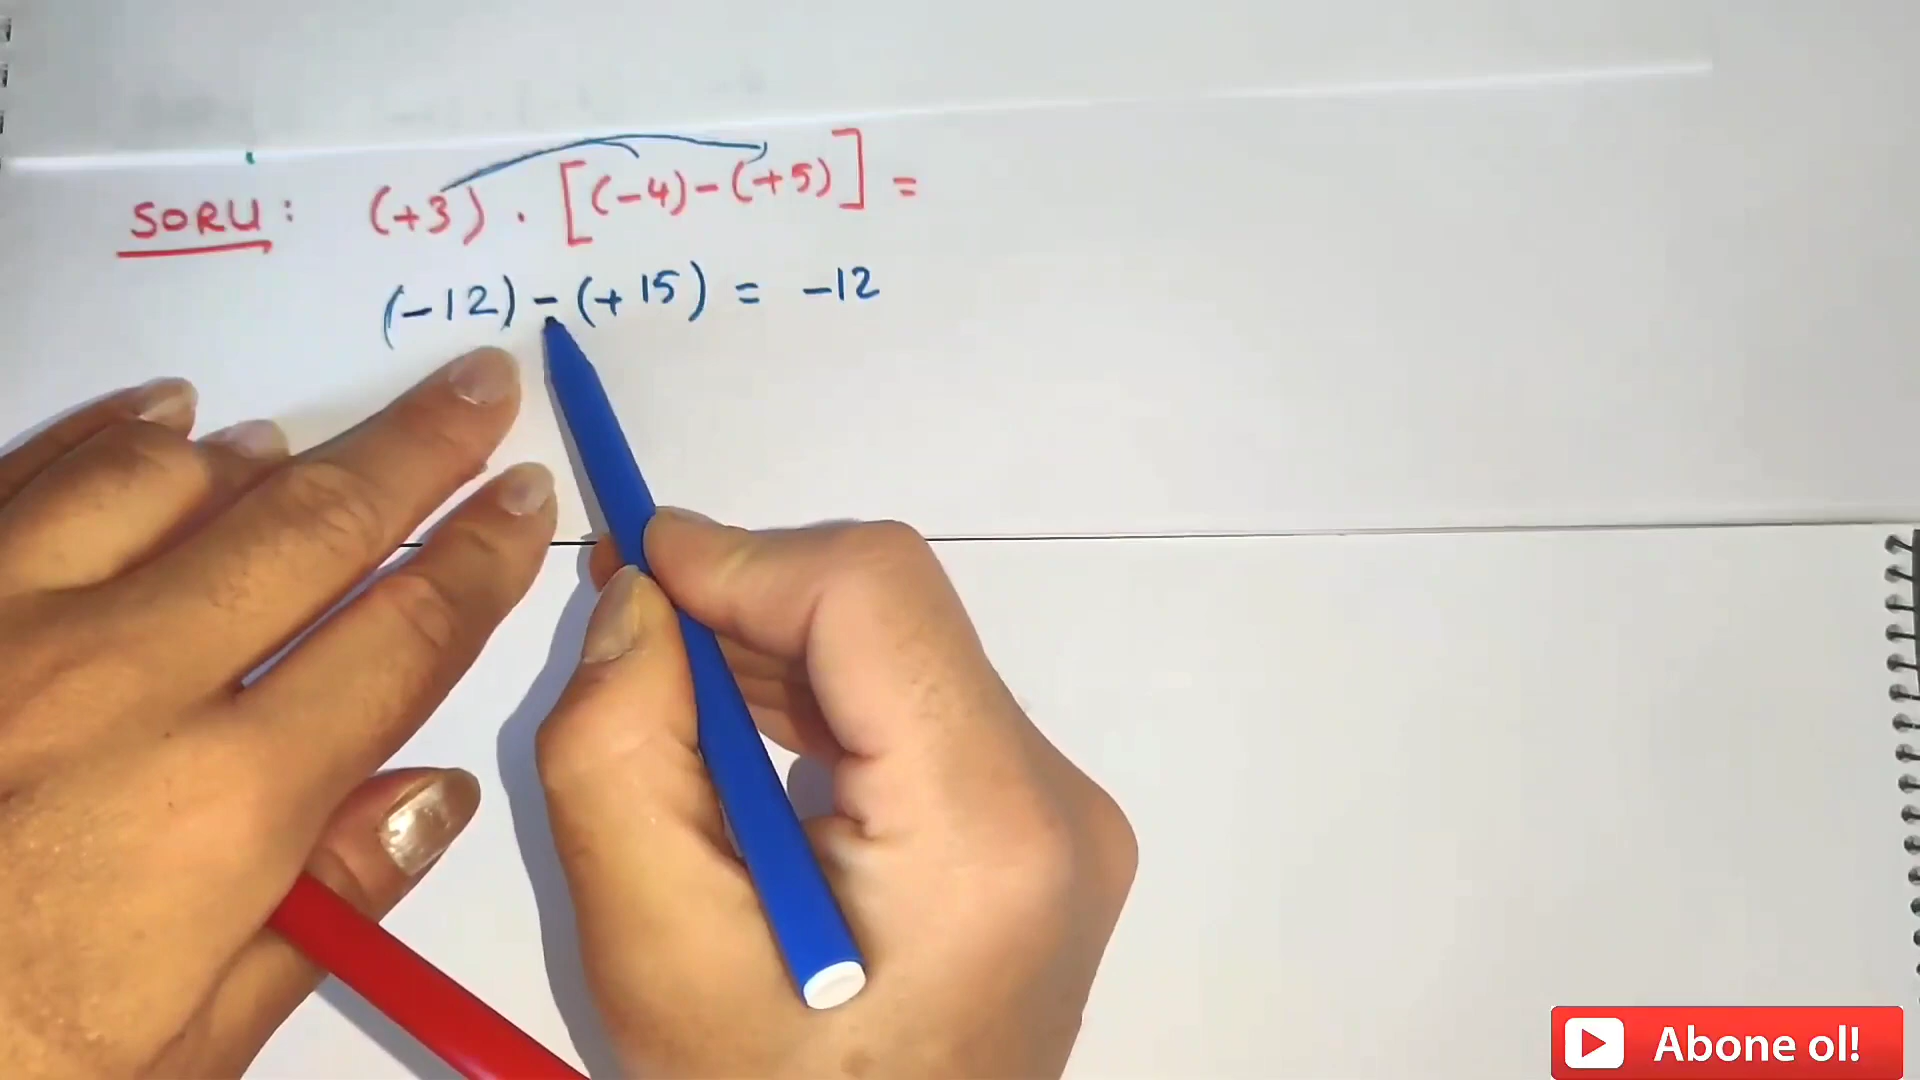 SORU: (+3) . [(-4)-(+5)] =
(-12) - (+15) = -12
Abone ol!